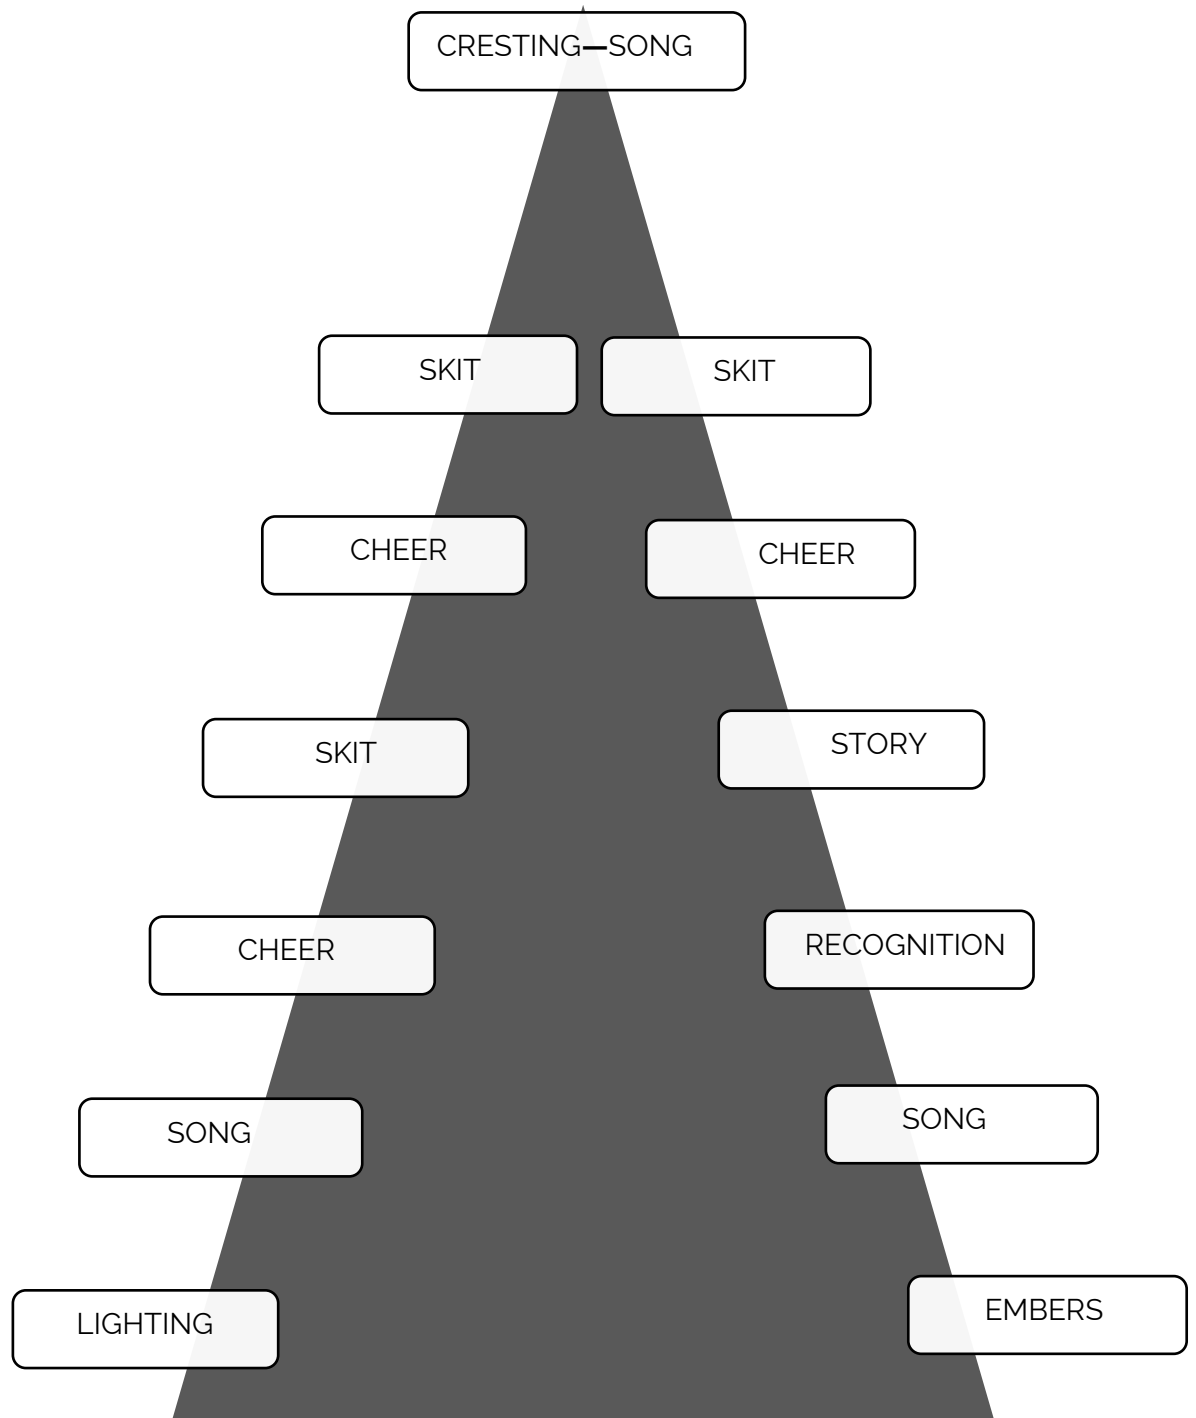 CRESTING—SONG
SKIT
SKIT
CHEER
CHEER
SKIT
STORY
CHEER
RECOGNITION
SONG
SONG
LIGHTING
EMBERS